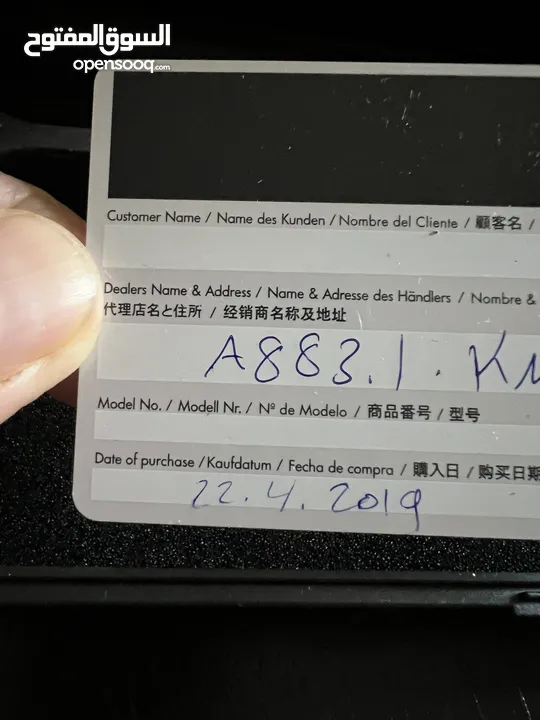 السوق المفتوح
opensooq.com
Customer Name / Name des Kunden / Nombre del Cliente / 顧客名 /
Dealers Name & Address / Name & Adresse des Händlers / Nombre &
代理店名と住所 / 经销商名称及地址
A883.1.
Model No. / Modell Nr. / Nº de Modelo / 商品番号 / 型号
Date of purchase / Kaufdatum / Fecha de compra / 購入日 / 购买日期
22.4.2019